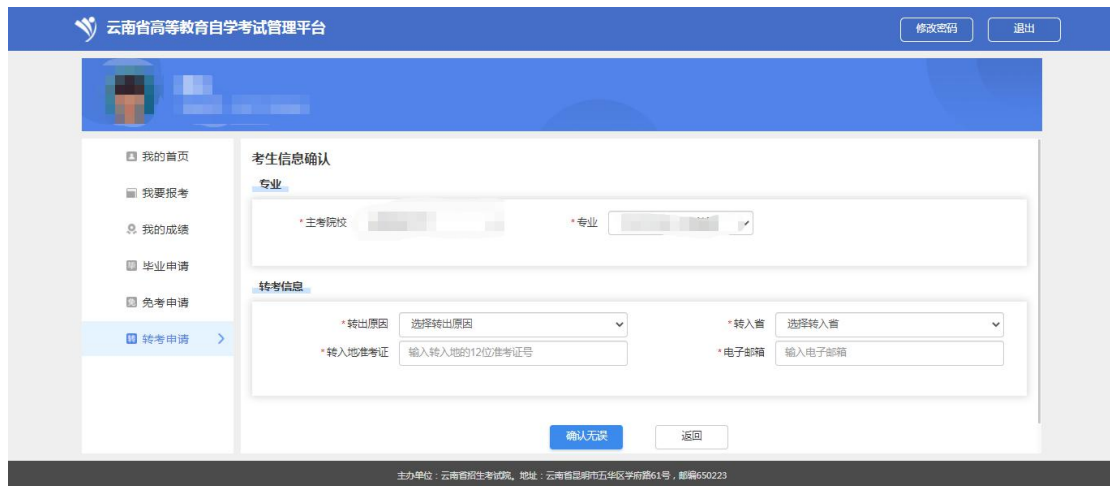 云南省高等教育自学考试管理平台
修改密码
退出
我的首页
我要报考
我的成绩
毕业申请
免考申请
转考申请
考生信息确认
专业
*主考院校
*专业
转考信息
*转出原因 选择转出原因
*转入省 选择转入省
*转入地准考证 输入转入地的12位准考证号
*电子邮箱 输入电子邮箱
确认无误
返回
主办单位：云南省招生考试院。地址：云南省昆明市五华区学府路61号，邮编650223